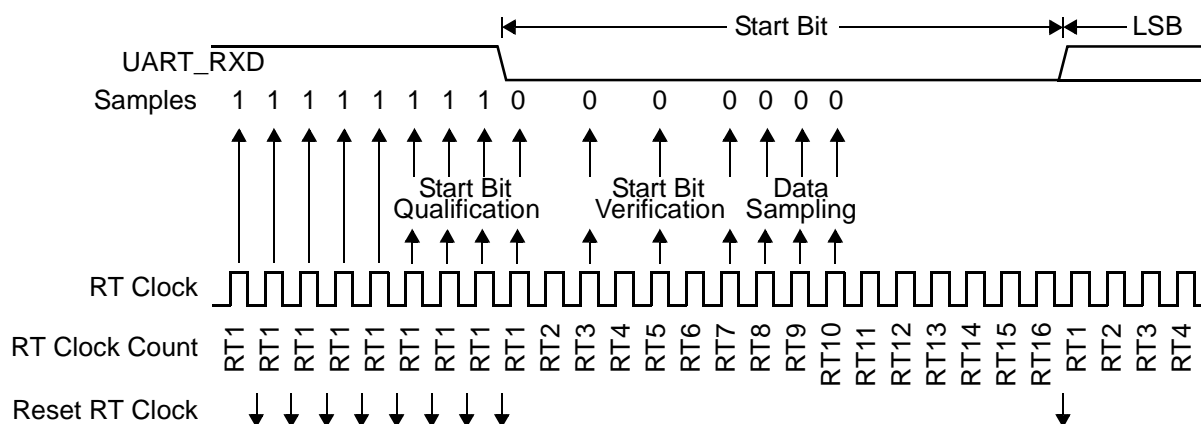 Start Bit LSB
UART_RXD
Samples 1 1 1 1 1 1 1 1 0 0 0 0 0 0 0
Start Bit Qualification
Start Bit Verification
Data Sampling
RT Clock
RT Clock Count RT1 RT1 RT1 RT1 RT1 RT1 RT1 RT1 RT1 RT2 RT3 RT4 RT5 RT6 RT7 RT8 RT9 RT10 RT11 RT12 RT13 RT14 RT15 RT16 RT1 RT2 RT3 RT4
Reset RT Clock